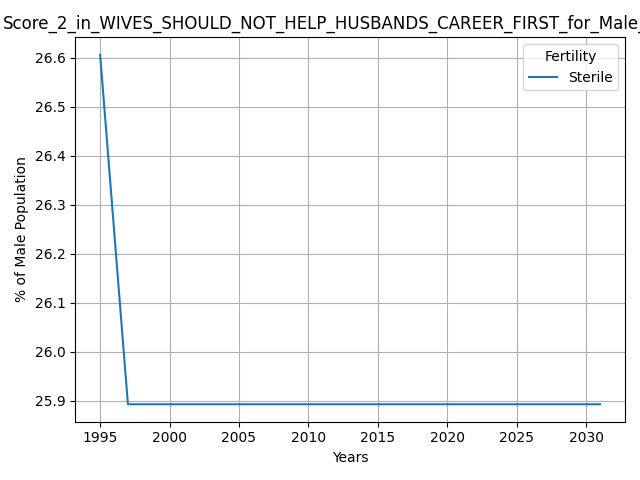 Score_2_in_WIVES_SHOULD_NOT_HELP_HUSBANDS_CAREER_FIRST_for_Male_
Fertility
Sterile
26.6
26.5
26.4
26.3
26.2
26.1
26.0
25.9
% of Male Population
1995 2000 2005 2010 2015 2020 2025 2030
Years